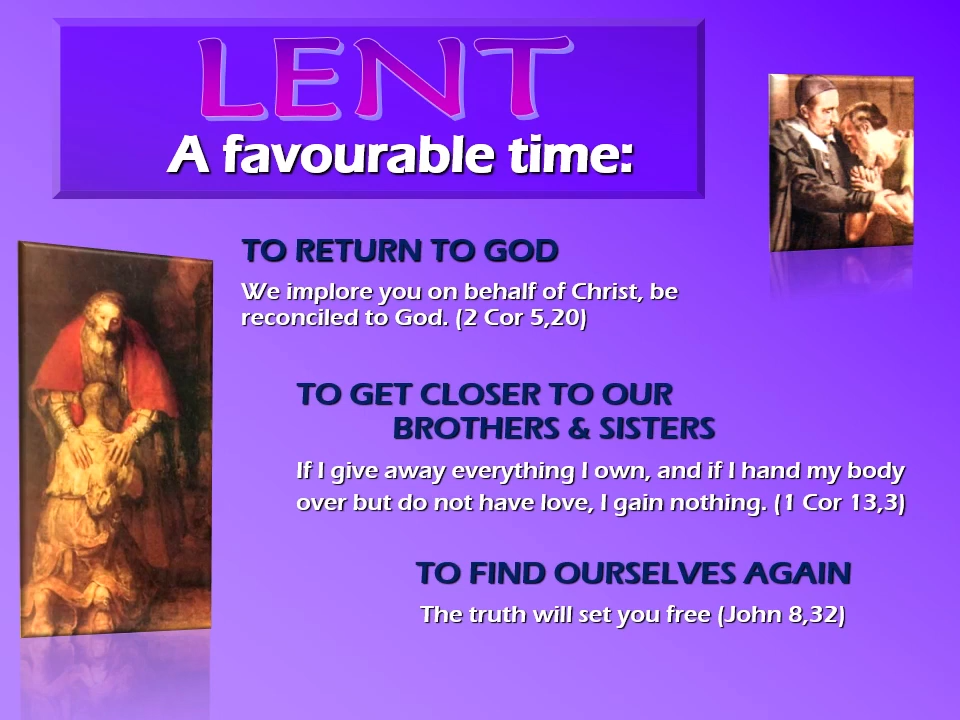 LENT
A favourable time:
TO RETURN TO GOD
We implore you on behalf of Christ, be
reconciled to God. (2 Cor 5,20)
TO GET CLOSER TO OUR
BROTHERS & SISTERS
If I give away everything I own, and if I hand my body
over but do not have love, I gain nothing. (1 Cor 13,3)
TO FIND OURSELVES AGAIN
The truth will set you free (John 8,32)